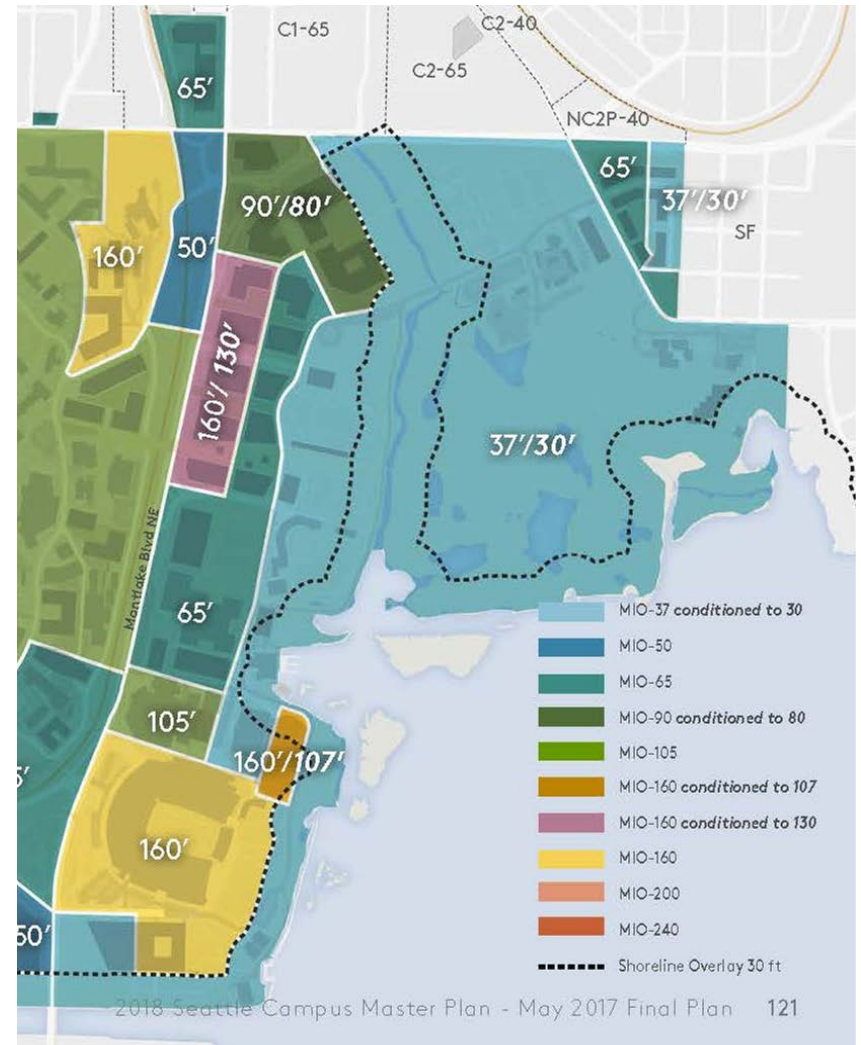 C1-65
C2-40
C2-65
65'
NC2P-40
65'
90'/80'
37'/30'
SF
50'
160'
160'/ 130'
37'/30'
Montlake Blvd NE
65'
MIO-37 conditioned to 30
MIO-50
MIO-65
MIO-90 conditioned to 80
105'
MIO-105
5'
160'/107'
MIO-160 conditioned to 107
MIO-160 conditioned to 130
160'
MIO-160
MIO-200
50'
MIO-240
Shoreline Overlay 30 ft
2018 Seattle Campus Master Plan - May 2017 Final Plan 121